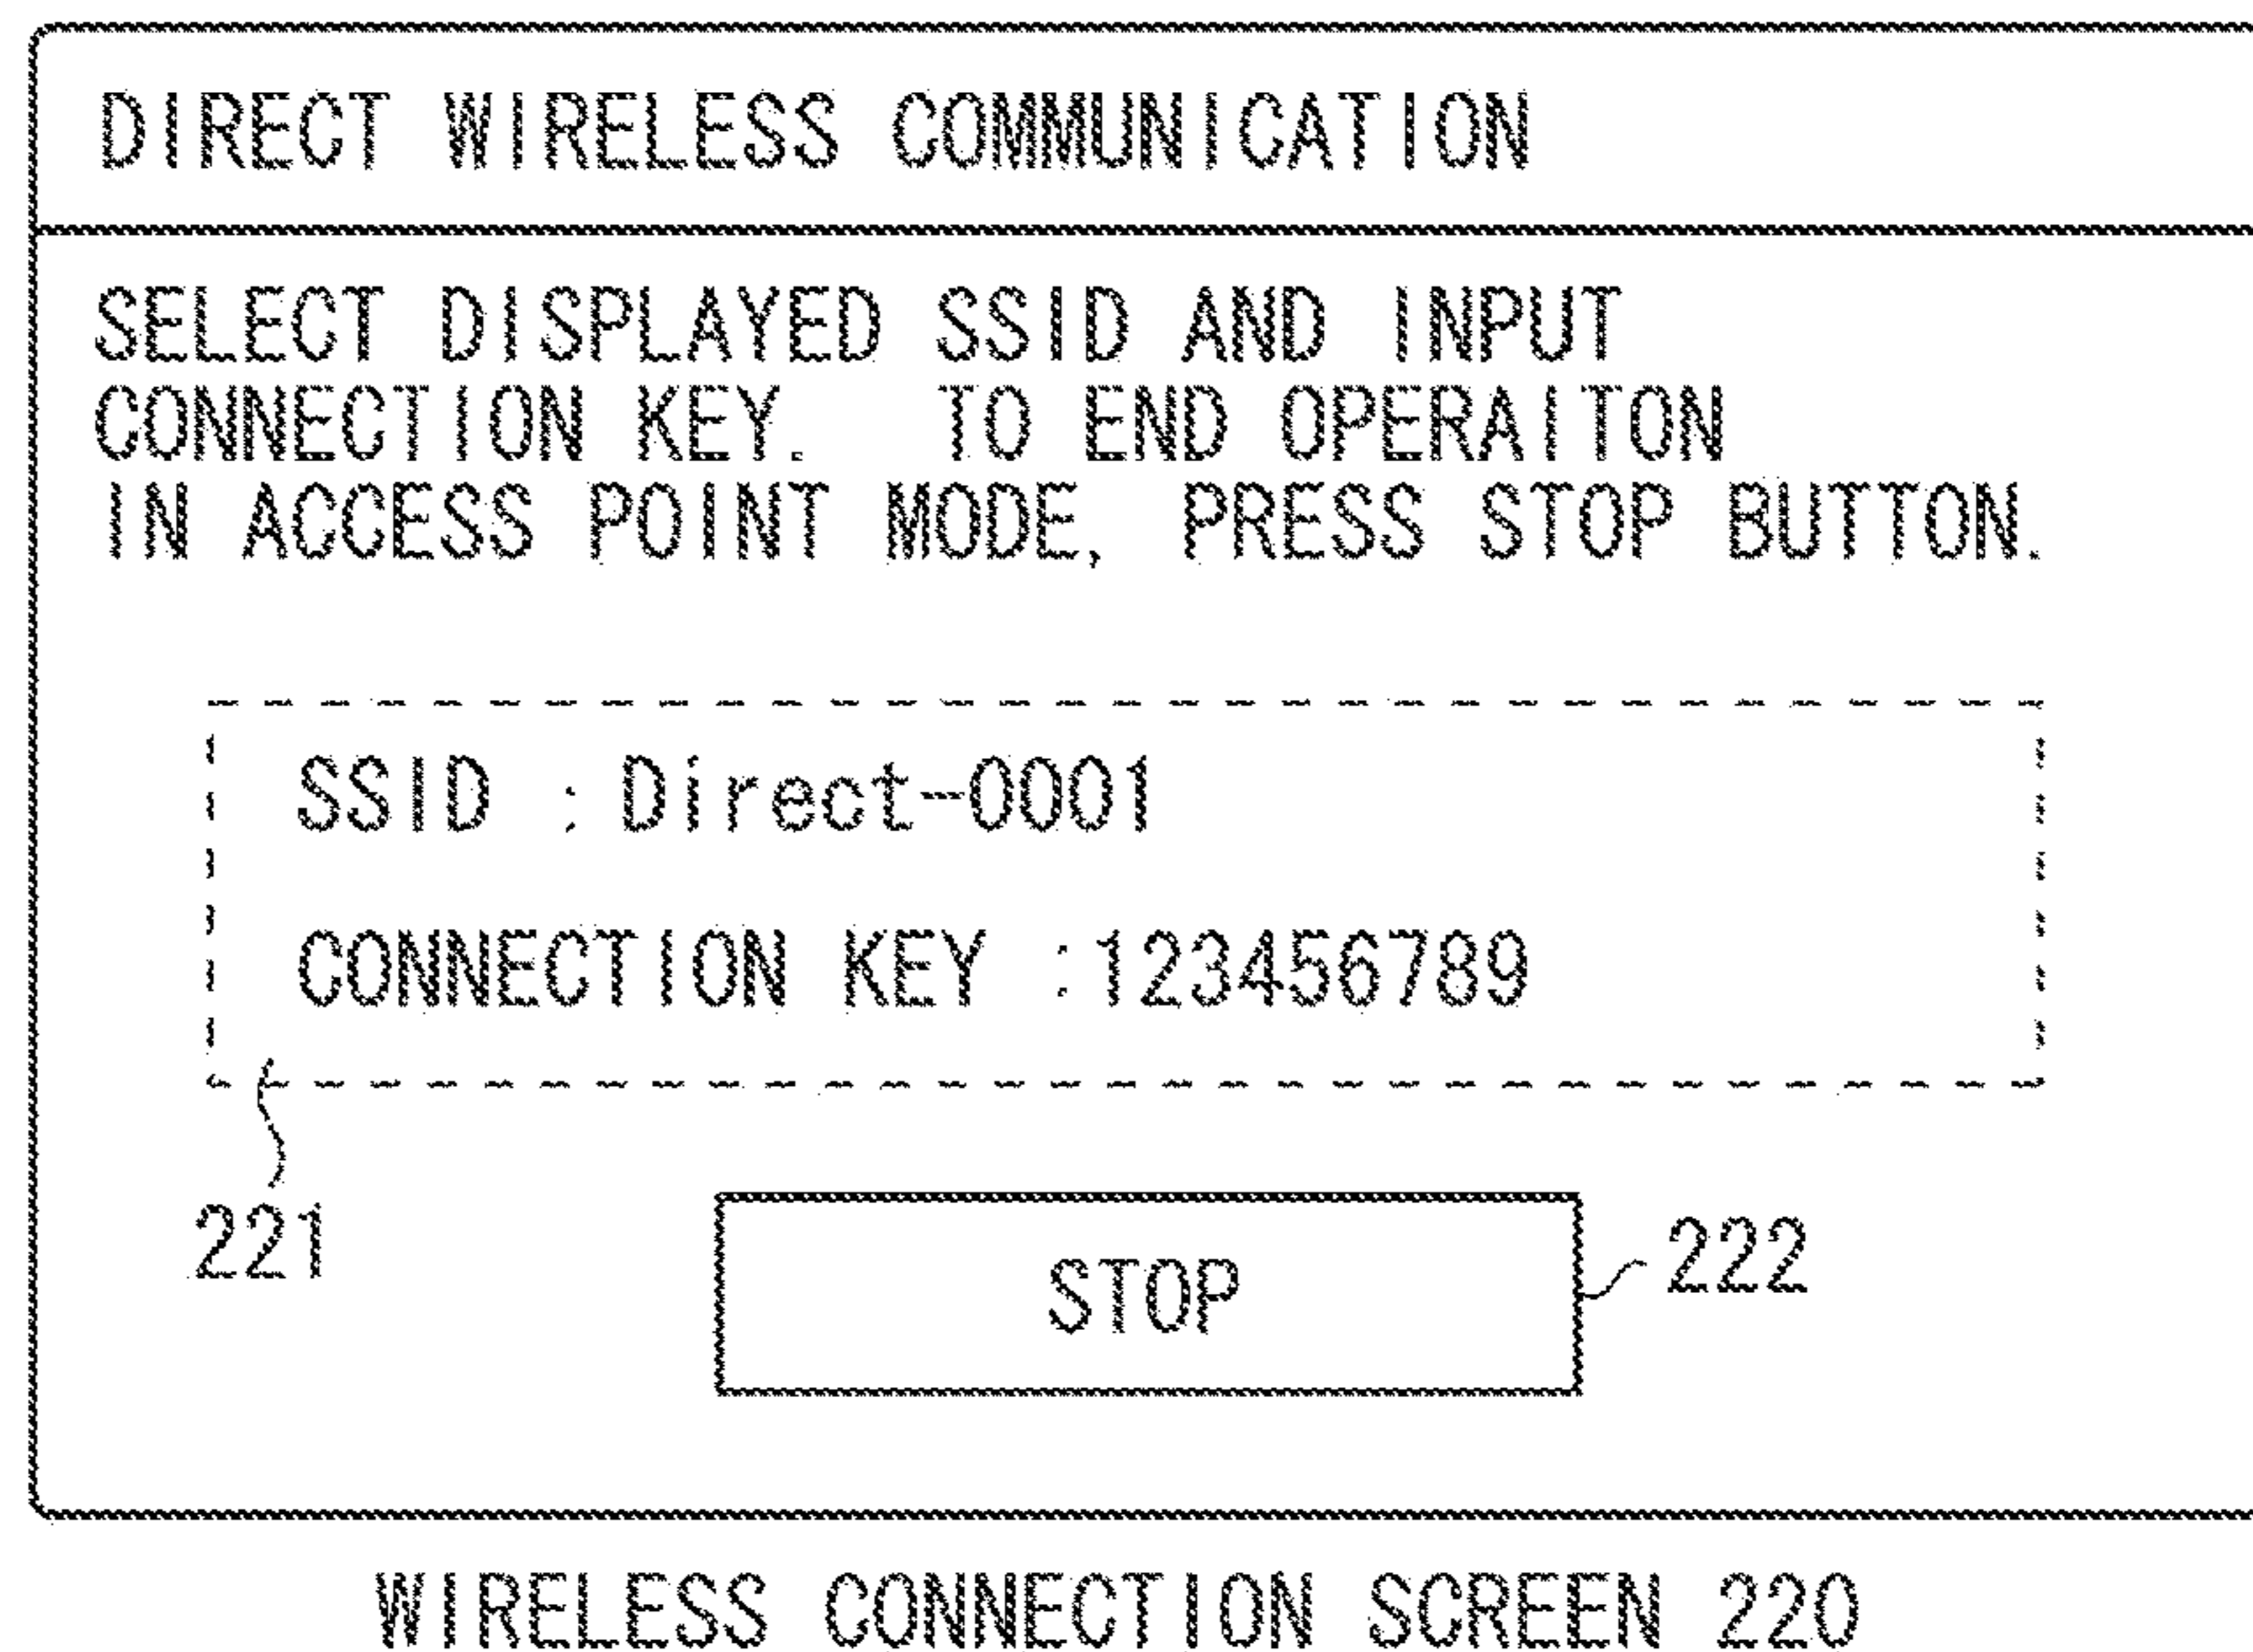 DIRECT WIRELESS COMMUNICATION
SELECT DISPLAYED SSID AND INPUT
CONNECTION KEY. TO END OPERAITON
IN ACCESS POINT MODE, PRESS STOP BUTTON.
SSID : Direct-0001
CONNECTION KEY :123456789
221
STOP
222
WIRELESS CONNECTION SCREEN 220